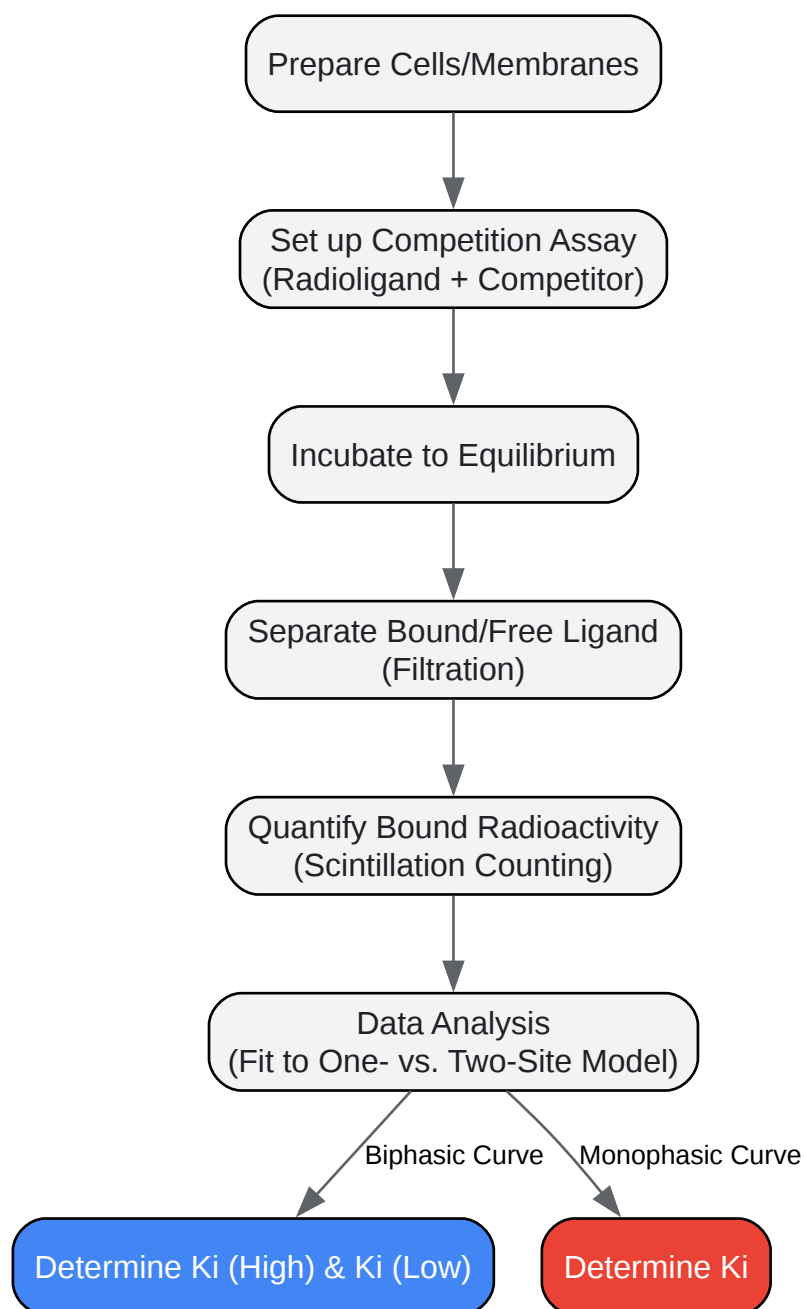 Prepare Cells/Membranes
Set up Competition Assay
(Radioligand + Competitor)
Incubate to Equilibrium
Separate Bound/Free Ligand
(Filtration)
Quantify Bound Radioactivity
(Scintillation Counting)
Data Analysis
(Fit to One- vs. Two-Site Model)
Biphasic Curve
Monophasic Curve
Determine Ki (High) & Ki (Low)
Determine Ki